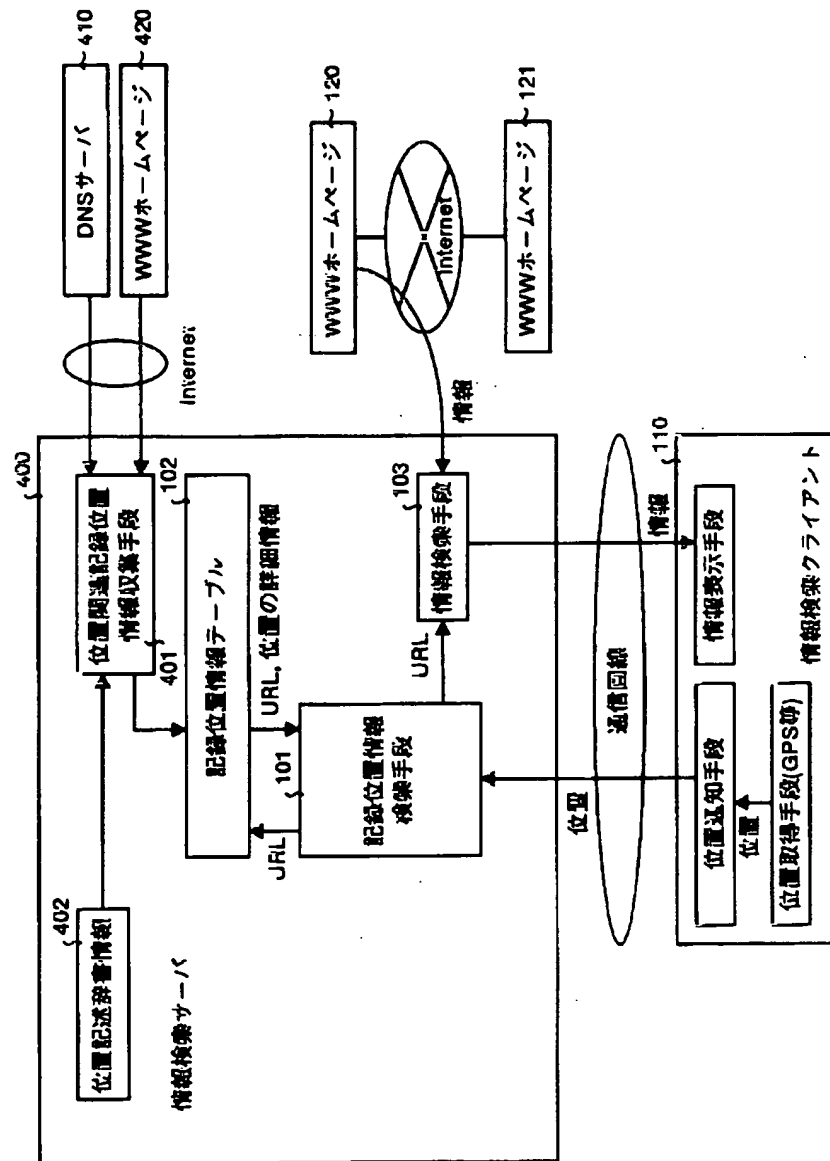 400
402
位置記述辞書情報
情報検索サーバ
位置関連記録位置
情報収集手段
401
102
記録位置情報テーブル
URL
URL, 位置の詳細情報
101
記録位置情報
検索手段
URL
103
情報検索手段
Internet
DNSサーバ
410
WWWホームページ
420
WWWホームページ
120
Internet
WWWホームページ
121
情報
通信回線
位置
情報
110
位置通知手段
位置
位置取得手段(GPS等)
情報表示手段
情報検索クライアント